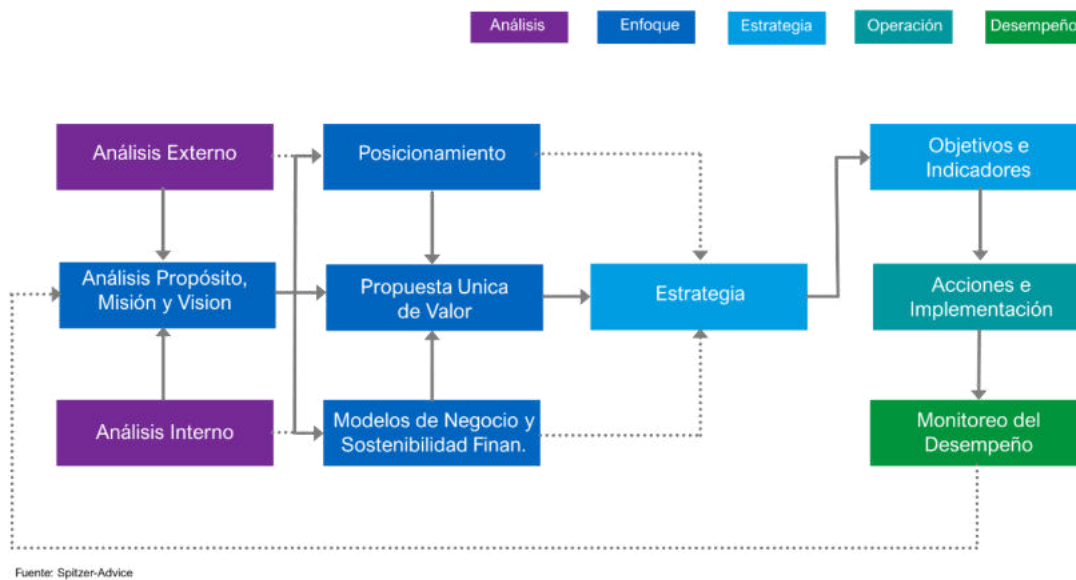 Análisis
Enfoque
Estrategia
Operación
Desempeño
Análisis Externo
Posicionamiento
Objetivos e
Indicadores
Análisis Propósito,
Misión y Vision
Propuesta Unica
de Valor
Estrategia
Acciones e
Implementación
Análisis Interno
Modelos de Negocio y
Sostenibilidad Finan.
Monitoreo del
Desempeño
Fuente: Spitzer-Advice